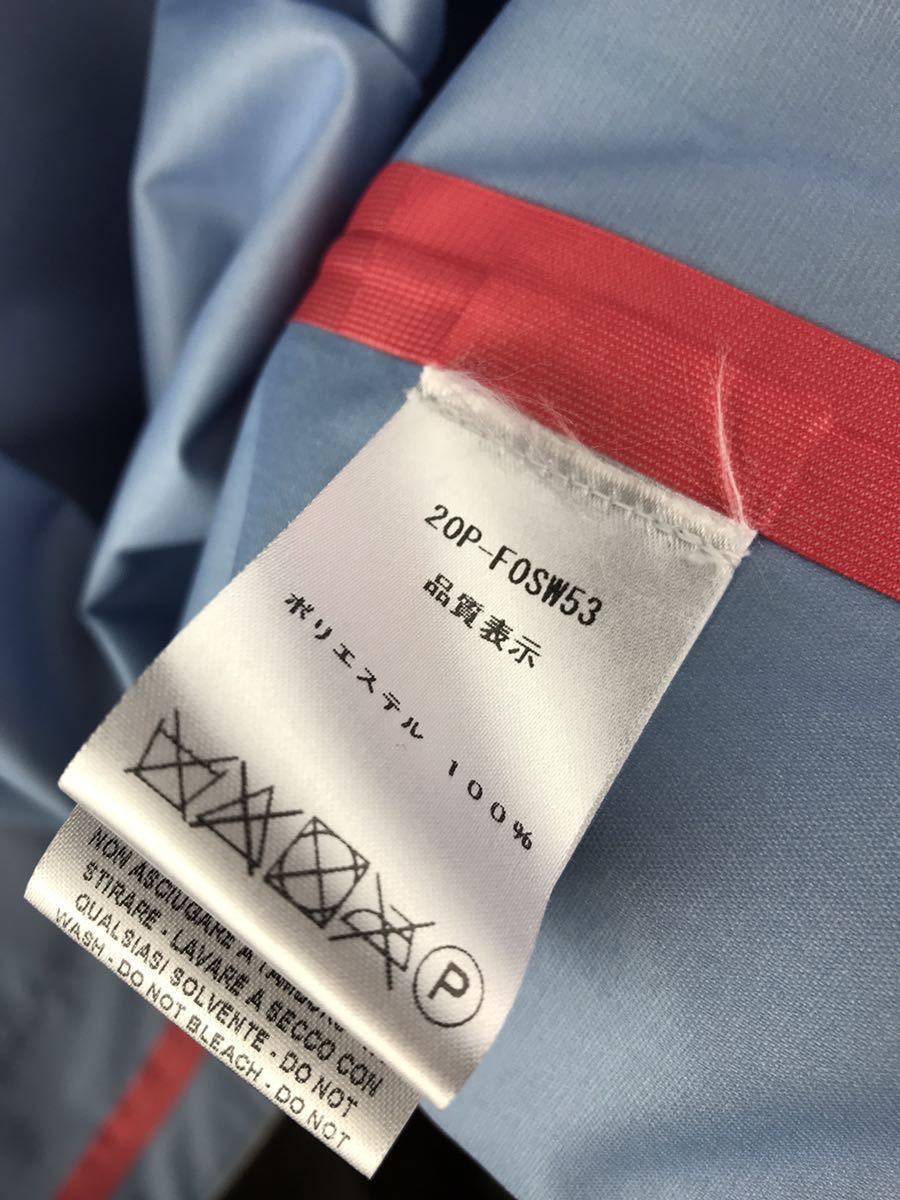 20P-FOSW53
品質表示
ポリエステル 100%
P
NON ASCIUGARE A TAMBURO
STIRARE - LAVARE A SECCO CON
QUALSIASI SOLVENTE - DO NOT
WASH - DO NOT BLEACH - DO NOT